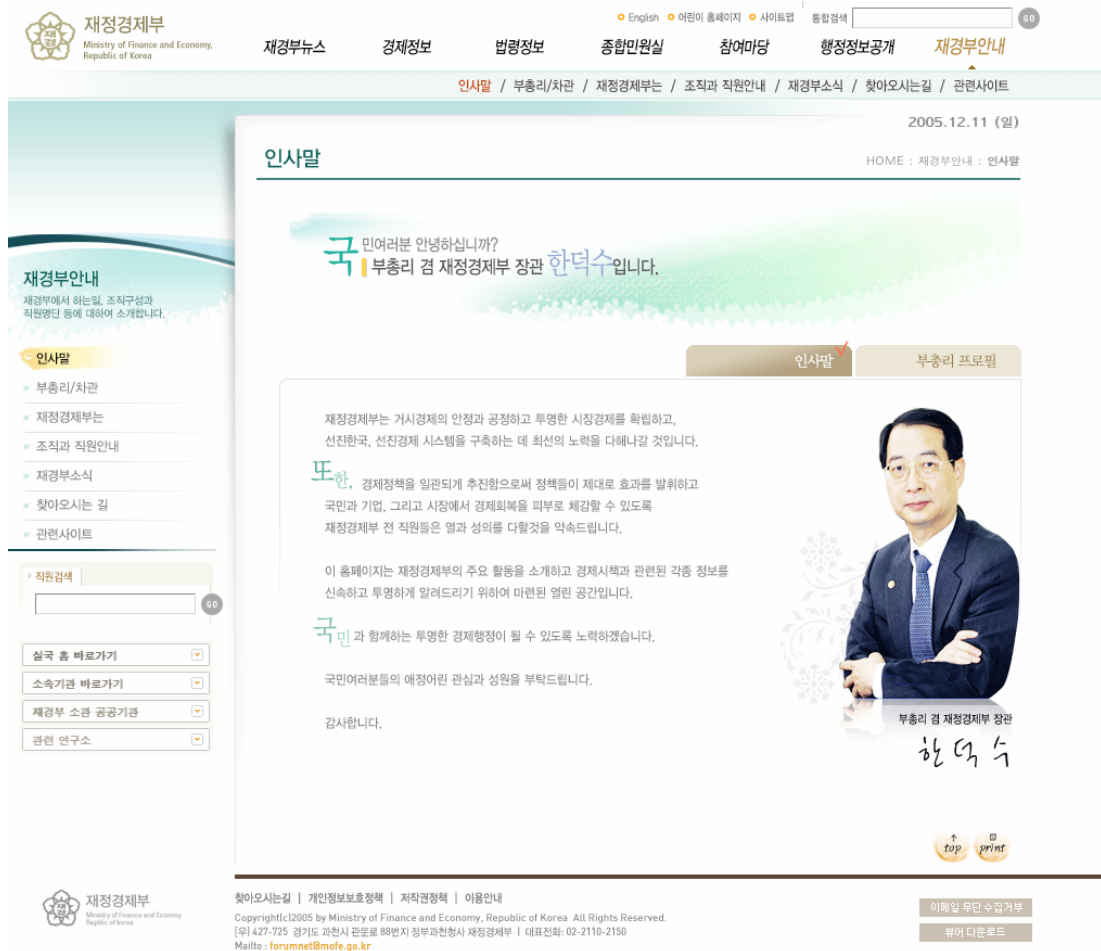 재정경제부
Ministry of Finance and Economy,
Republic of Korea
English 어린이 홈페이지 사이트맵 통합검색 GO
재경부뉴스 경제정보 법령정보 종합민원실 참여마당 행정정보공개 재경부안내
인사말 / 부총리/차관 / 재정경제부는 / 조직과 직원안내 / 재경부소식 / 찾아오시는길 / 관련사이트
2005.12.11 (일)
인사말
HOME : 재경부안내 : 인사말
국민여러분 안녕하십니까?
부총리 겸 재정경제부 장관 한덕수입니다.
재경부안내
재경부에서 하는일, 조직구성과
직원명단 등에 대하여 소개합니다.
인사말
부총리/차관
재정경제부는
조직과 직원안내
재경부소식
찾아오시는 길
관련사이트
직원검색
GO
실국 홈 바로가기
소속기관 바로가기
재경부 소관 공공기관
관련 연구소
인사말 부총리 프로필
재정경제부는 거시경제의 안정과 공정하고 투명한 시장경제를 확립하고,
선진한국, 선진경제 시스템을 구축하는 데 최선의 노력을 다해나갈 것입니다.
또한, 경제정책을 일관되게 추진함으로써 정책들이 제대로 효과를 발휘하고
국민과 기업, 그리고 시장에서 경제회복을 피부로 체감할 수 있도록
재정경제부 전 직원들은 열과 성의를 다할것을 약속드립니다.
이 홈페이지는 재정경제부의 주요 활동을 소개하고 경제시책과 관련된 각종 정보를
신속하고 투명하게 알려드리기 위하여 마련된 열린 공간입니다.
국민과 함께하는 투명한 경제행정이 될 수 있도록 노력하겠습니다.
국민여러분들의 애정어린 관심과 성원을 부탁드립니다.
감사합니다.
부총리 겸 재정경제부 장관
한덕수
top print
재정경제부
Ministry of Finance and Economy
Republic of Korea
찾아오시는길 | 개인정보보호정책 | 저작권정책 | 이용안내
Copyright(c)2005 by Ministry of Finance and Economy, Republic of Korea All Rights Reserved.
[우] 427-725 경기도 과천시 관문로 88번지 정부과천청사 재정경제부 | 대표전화: 02-2110-2150
Mailto : forumnet@mofe.go.kr
이메일 무단 수집거부
뷰어 다운로드